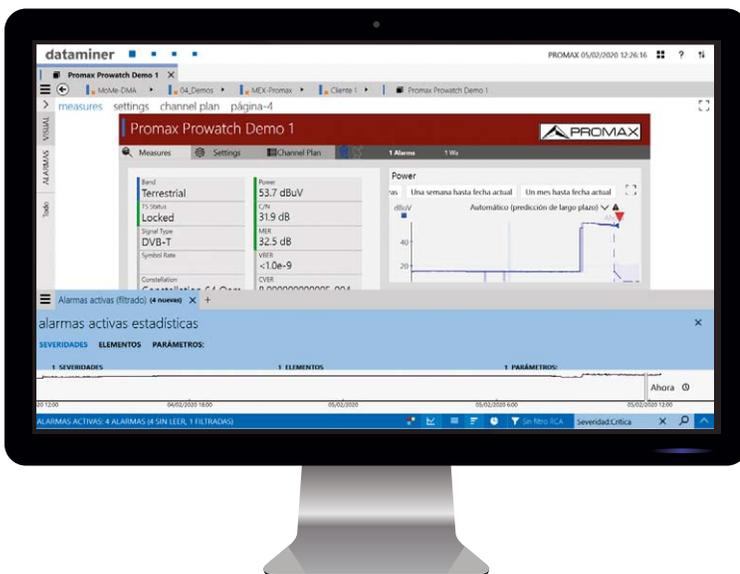 dataminer
PROMAX 05/02/2020 12:26:16
Promax Prowatch Demo 1 X
MoMe-DMA 04_Demos MEX-Promax Cliente 1 Promax Prowatch Demo 1
measures settings channel plan página-4
VISUAL
ALARMAS
Todo
Promax Prowatch Demo 1
PROMAX
Measures Settings Channel Plan 1 Alarms 1 Wa
Band
Terrestrial
TS Status
Locked
Signal Type
DVB-T
Symbol Rate
Constellation
Power
53.7 dBuV
C/N
31.9 dB
MER
32.5 dB
VBER
<1.0e-9
CVER
Power
Una semana hasta fecha actual Un mes hasta fecha actual
dBuV Automático (predicción de largo plazo)
40
20
Alarmas activas (filtrado) (4 nuevas) X +
alarmas activas estadísticas
SEVERIDADES ELEMENTOS PARÁMETROS:
1 SEVERIDADES 1 ELEMENTOS 1 PARÁMETROS:
Ahora
04/02/2020 18:00 05/02/2020 05/02/2020 6:00 05/02/2020 12:00
ALARMAS ACTIVAS: 4 ALARMAS (4 SIN LEER, 1 FILTRADAS) Sin filtro RCA Severidad:Crítica X